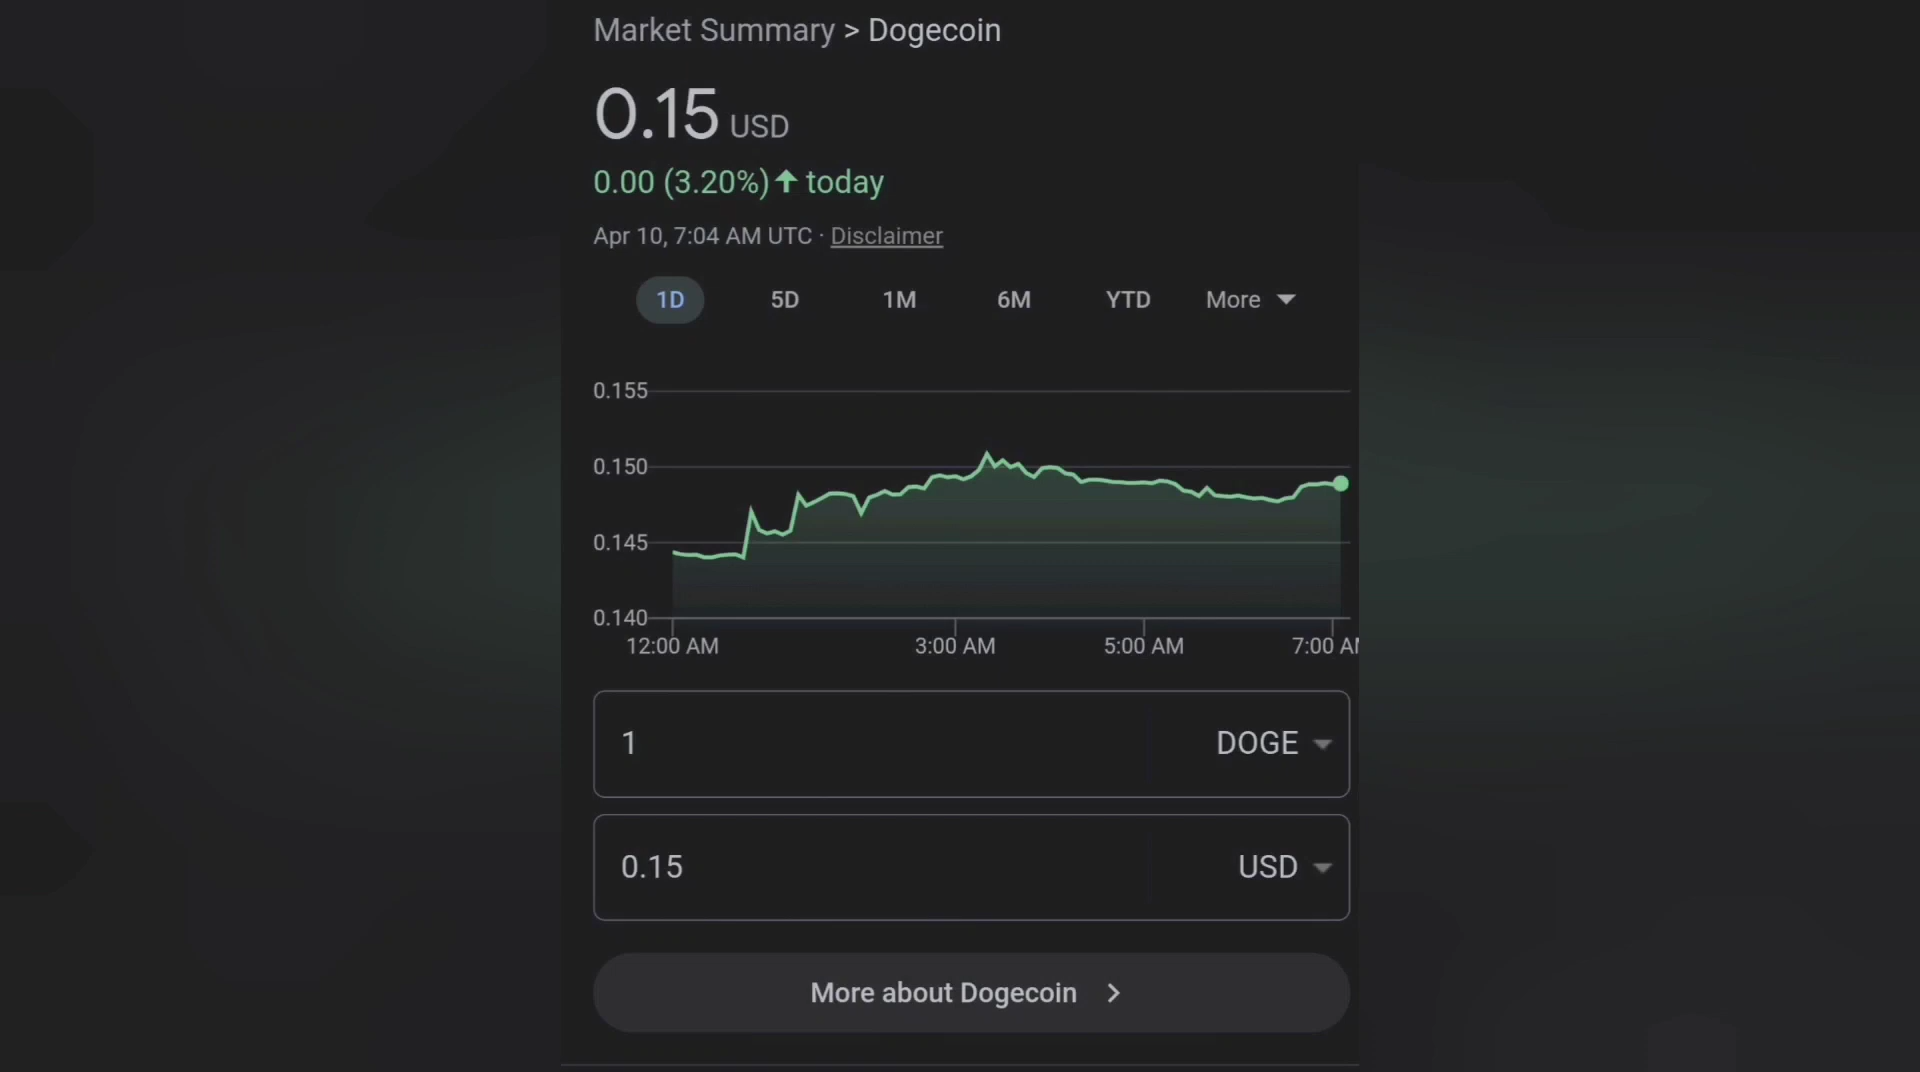 Market Summary > Dogecoin
0.15 USD
0.00 (3.20%) ↑ today
Apr 10, 7:04 AM UTC · Disclaimer
1D 5D 1M 6M YTD More
0.155
0.150
0.145
0.140
12:00 AM 3:00 AM 5:00 AM 7:00 A
1 DOGE
0.15 USD
More about Dogecoin >